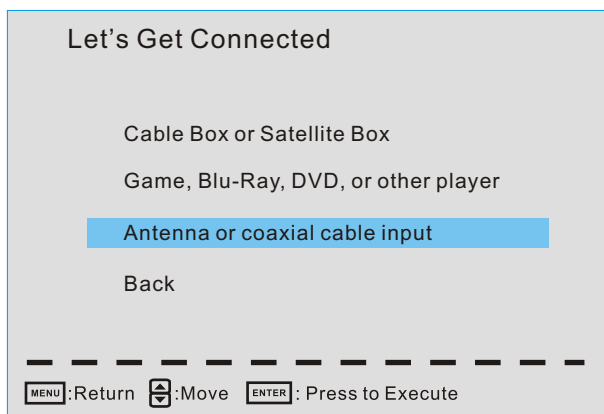 Let's Get Connected
Cable Box or Satellite Box
Game, Blu-Ray, DVD, or other player
Antenna or coaxial cable input
Back
MENU :Return :Move ENTER : Press to Execute